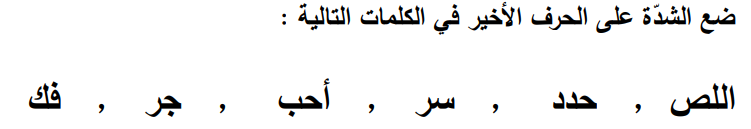 ضع الشدّة على الحرف الأخير في الكلمات التالية :
اللص , حدد , سر , أحب , جر , فك